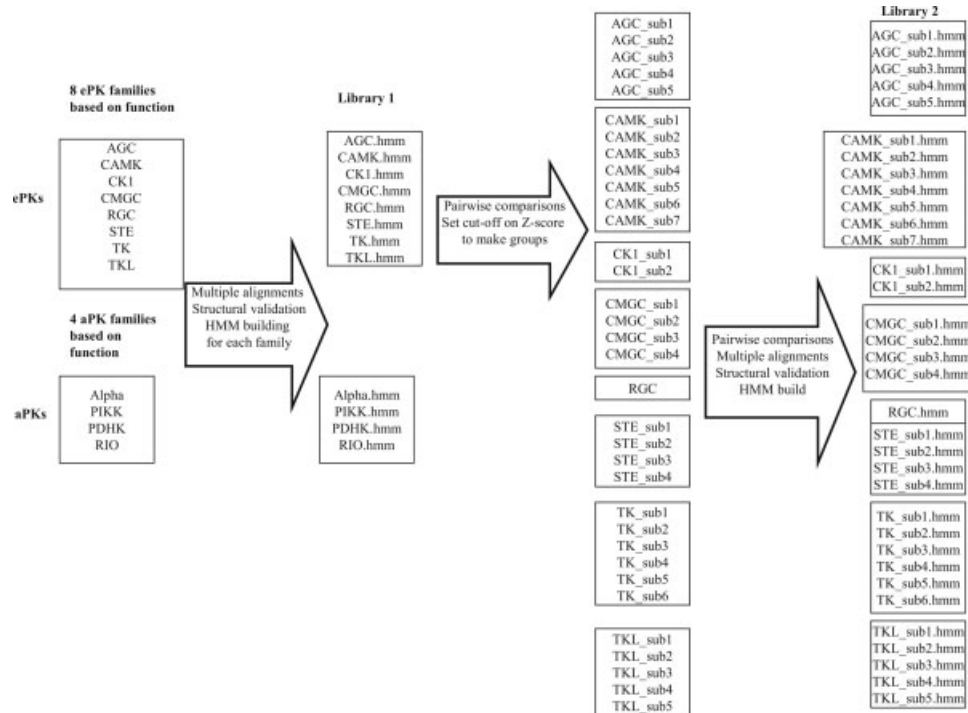 8 ePK families
based on function
ePKs
AGC
CAMK
CK1
CMGC
RGC
STE
TK
TKL
4 aPK families
based on
function
aPKs
Alpha
PIKK
PDHK
RIO
Multiple alignments
Structural validation
HMM building
for each family
Library 1
AGC.hmm
CAMK.hmm
CK1.hmm
CMGC.hmm
RGC.hmm
STE.hmm
TK.hmm
TKL.hmm
Alpha.hmm
PIKK.hmm
PDHK.hmm
RIO.hmm
Pairwise comparisons
Set cut-off on Z-score
to make groups
AGC_sub1
AGC_sub2
AGC_sub3
AGC_sub4
AGC_sub5
CAMK_sub1
CAMK_sub2
CAMK_sub3
CAMK_sub4
CAMK_sub5
CAMK_sub6
CAMK_sub7
CK1_sub1
CK1_sub2
CMGC_sub1
CMGC_sub2
CMGC_sub3
CMGC_sub4
RGC
STE_sub1
STE_sub2
STE_sub3
STE_sub4
TK_sub1
TK_sub2
TK_sub3
TK_sub4
TK_sub5
TK_sub6
TKL_sub1
TKL_sub2
TKL_sub3
TKL_sub4
TKL_sub5
Pairwise comparisons
Multiple alignments
Structural validation
HMM build
Library 2
AGC_sub1.hmm
AGC_sub2.hmm
AGC_sub3.hmm
AGC_sub4.hmm
AGC_sub5.hmm
CAMK_sub1.hmm
CAMK_sub2.hmm
CAMK_sub3.hmm
CAMK_sub4.hmm
CAMK_sub5.hmm
CAMK_sub6.hmm
CAMK_sub7.hmm
CK1_sub1.hmm
CK1_sub2.hmm
CMGC_sub1.hmm
CMGC_sub2.hmm
CMGC_sub3.hmm
CMGC_sub4.hmm
RGC.hmm
STE_sub1.hmm
STE_sub2.hmm
STE_sub3.hmm
STE_sub4.hmm
TK_sub1.hmm
TK_sub2.hmm
TK_sub3.hmm
TK_sub4.hmm
TK_sub5.hmm
TK_sub6.hmm
TKL_sub1.hmm
TKL_sub2.hmm
TKL_sub3.hmm
TKL_sub4.hmm
TKL_sub5.hmm